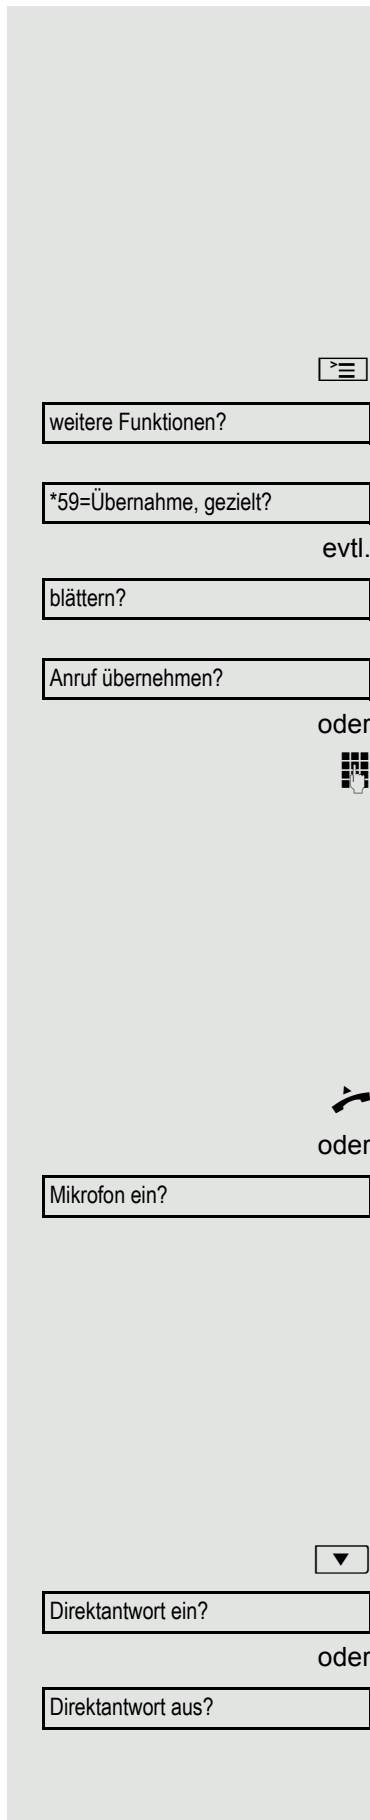 weitere Funktionen?
*59=Übernahme, gezielt?
evtl.
blättern?
Anruf übernehmen?
oder
oder
Mikrofon ein?
Direktantwort ein?
oder
Direktantwort aus?